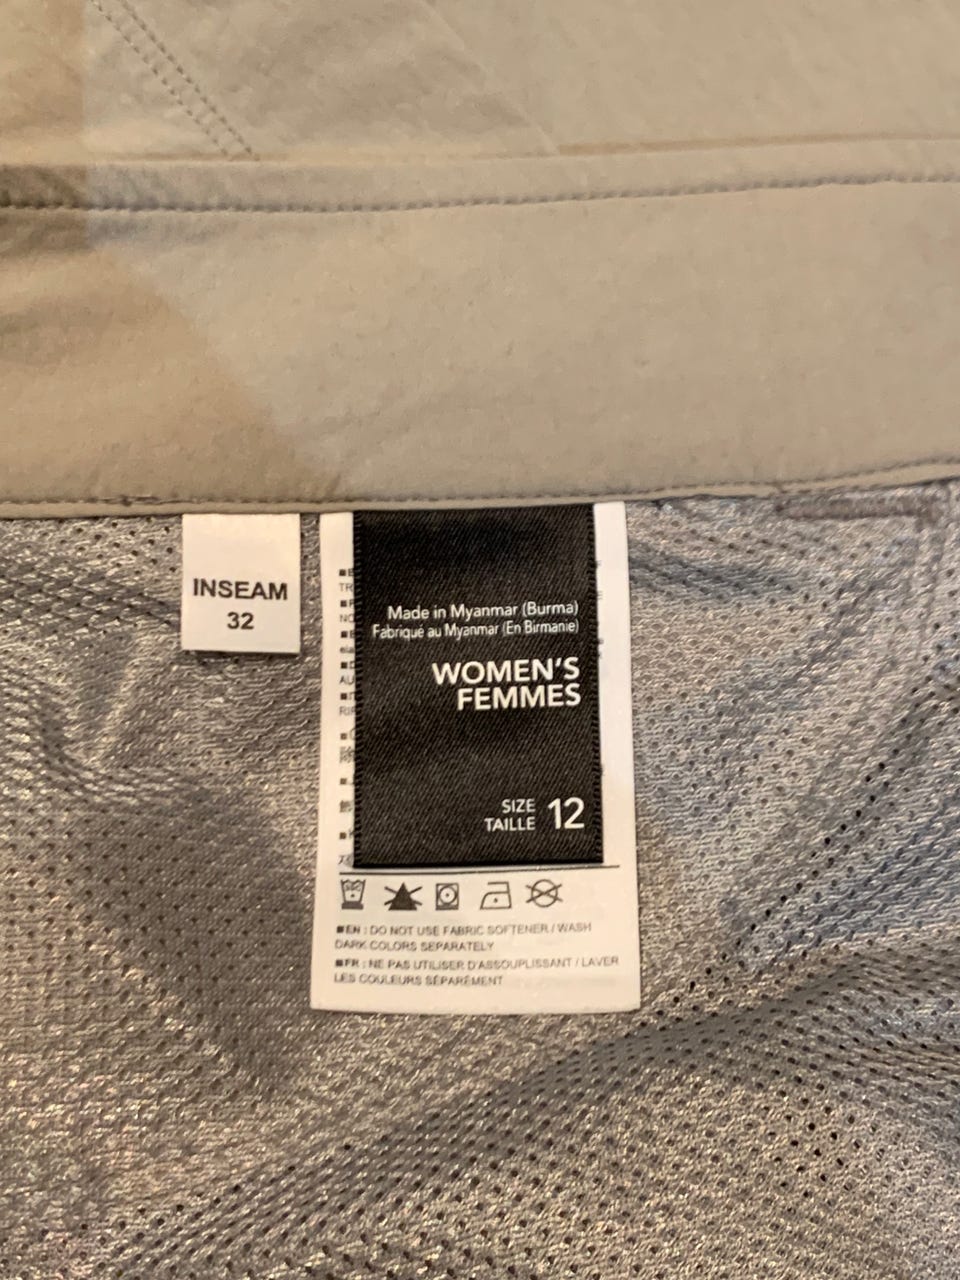 INSEAM
32
Made in Myanmar (Burma)
Fabriqué au Myanmar (En Birmanie)
WOMEN'S
FEMMES
SIZE
TAILLE 12
■EN : DO NOT USE FABRIC SOFTENER / WASH
DARK COLORS SEPARATELY
■FR : NE PAS UTILISER D'ASSOUPLISSANT / LAVER
LES COULEURS SÉPARÉMENT